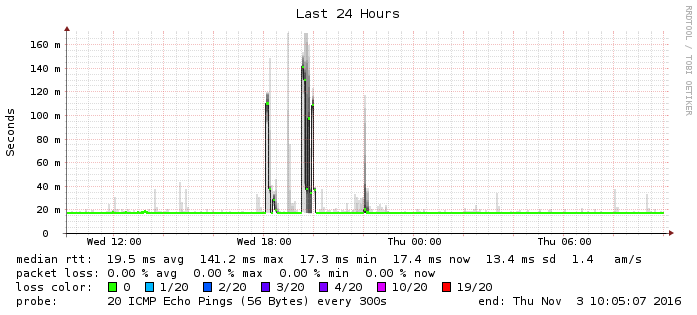 Last 24 Hours
RRDTOOL / TOBI OETIKER
Seconds
160 m
140 m
120 m
100 m
80 m
60 m
40 m
20 m
0
Wed 12:00 Wed 18:00 Thu 00:00 Thu 06:00
median rtt: 19.5 ms avg 141.2 ms max 17.3 ms min 17.4 ms now 13.4 ms sd 1.4 am/s
packet loss: 0.00 % avg 0.00 % max 0.00 % min 0.00 % now
loss color: 0 1/20 2/20 3/20 4/20 10/20 19/20
probe: 20 ICMP Echo Pings (56 Bytes) every 300s end: Thu Nov 3 10:05:07 2016